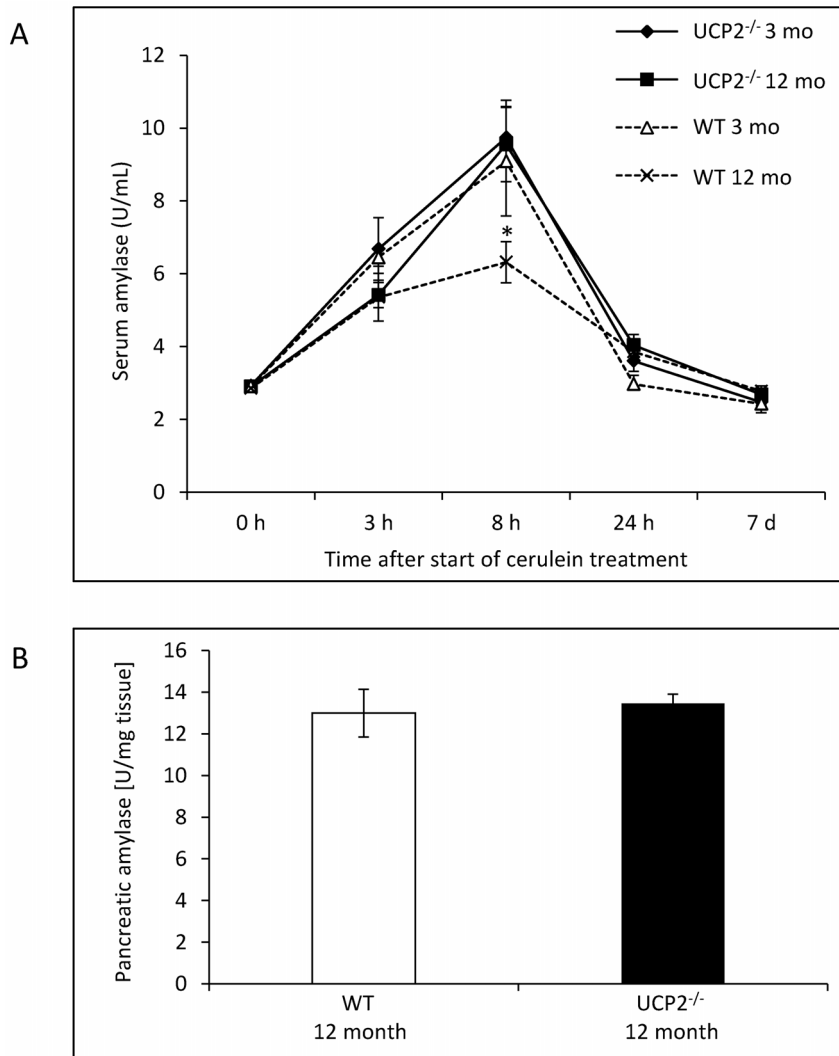 A
UCP2⁻/⁻ 3 mo
UCP2⁻/⁻ 12 mo
WT 3 mo
WT 12 mo
Serum amylase (U/mL)
12
10
8
6
4
2
0
*
0 h 3 h 8 h 24 h 7 d
Time after start of cerulein treatment
B
Pancreatic amylase [U/mg tissue]
16
14
12
10
8
6
4
2
0
WT UCP2⁻/⁻
12 month 12 month